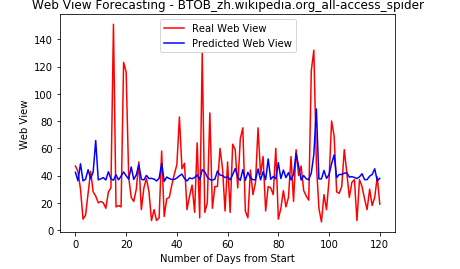 Web View Forecasting - BTOB_zh.wikipedia.org_all-access_spider
Real Web View
Predicted Web View
Web View
140
120
100
80
60
40
20
0
0 20 40 60 80 100 120
Number of Days from Start